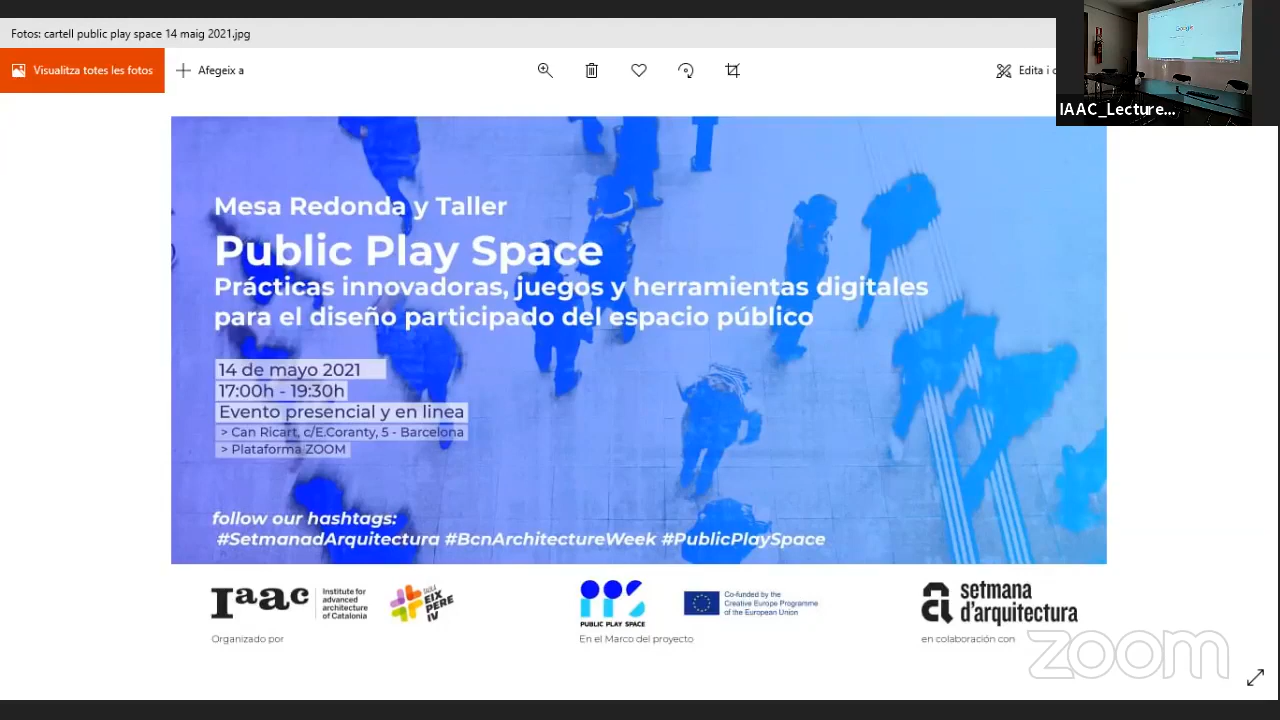 Fotos: cartell public play space 14 maig 2021.jpg
Visualitza totes les fotos
Afegeix a
Edita i c
IAAC_Lecture...
Google
Mesa Redonda y Taller
Public Play Space
Prácticas innovadoras, juegos y herramientas digitales
para el diseño participado del espacio público
14 de mayo 2021
17:00h - 19:30h
Evento presencial y en linea
> Can Ricart, c/E.Coranty, 5 - Barcelona
> Plataforma ZOOM
follow our hashtags:
#SetmanadArquitectura #BcnArchitectureWeek #PublicPlaySpace
Iaac
Institute for
advanced
architecture
of Catalonia
TAULA
EIX
PERE
IV
PPS
PUBLIC PLAY SPACE
Co-funded by the
Creative Europe Programme
of the European Union
setmana
d'arquitectura
Organizado por
En el Marco del proyecto
en colaboración con
zoom